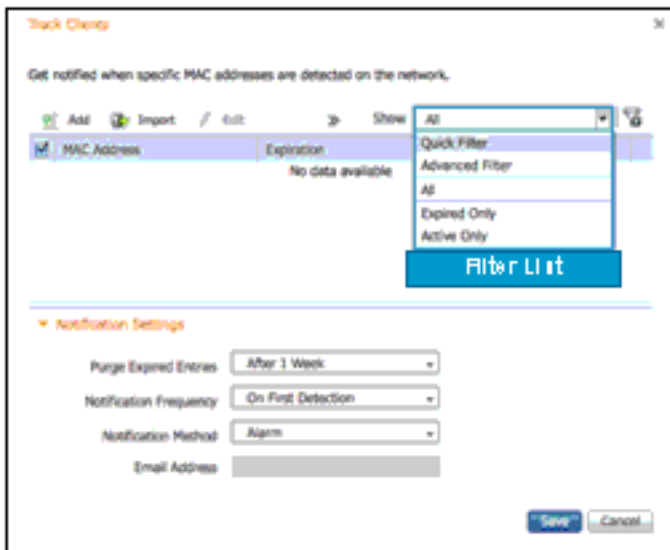 Track Clients
Get notified when specific MAC addresses are detected on the network.
Add Import Edit Show All
MAC Address Expiration
No data available
Quick Filter
Advanced Filter
All
Expired Only
Active Only
Filter List
Notification Settings
Purge Expired Entries After 1 Week
Notification Frequency On First Detection
Notification Method Alarm
Email Address
Save Cancel